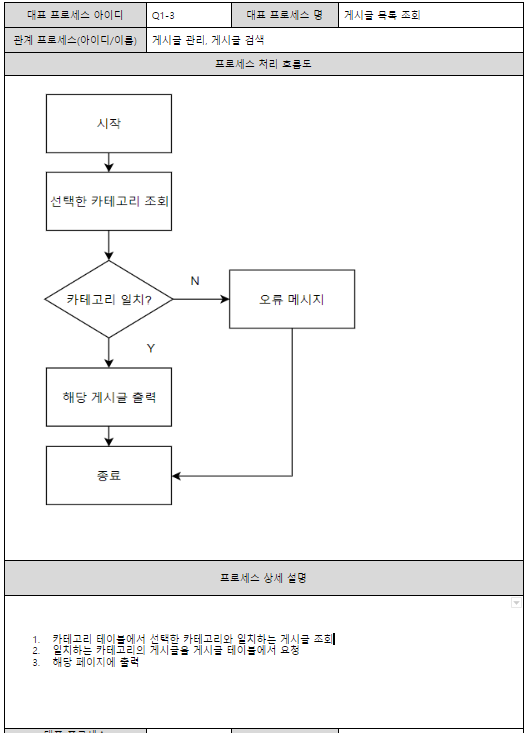 대표 프로세스 아이디 Q1-3 대표 프로세스 명 게시글 목록 조회
관계 프로세스(아이디/이름) 게시글 관리, 게시글 검색
프로세스 처리 흐름도
시작
선택한 카테고리 조회
카테고리 일치?
N
오류 메시지
Y
해당 게시글 출력
종료
프로세스 상세 설명
1. 카테고리 테이블에서 선택한 카테고리와 일치하는 게시글 조회
2. 일치하는 카테고리의 게시글을 게시글 테이블에서 요청
3. 해당 페이지에 출력